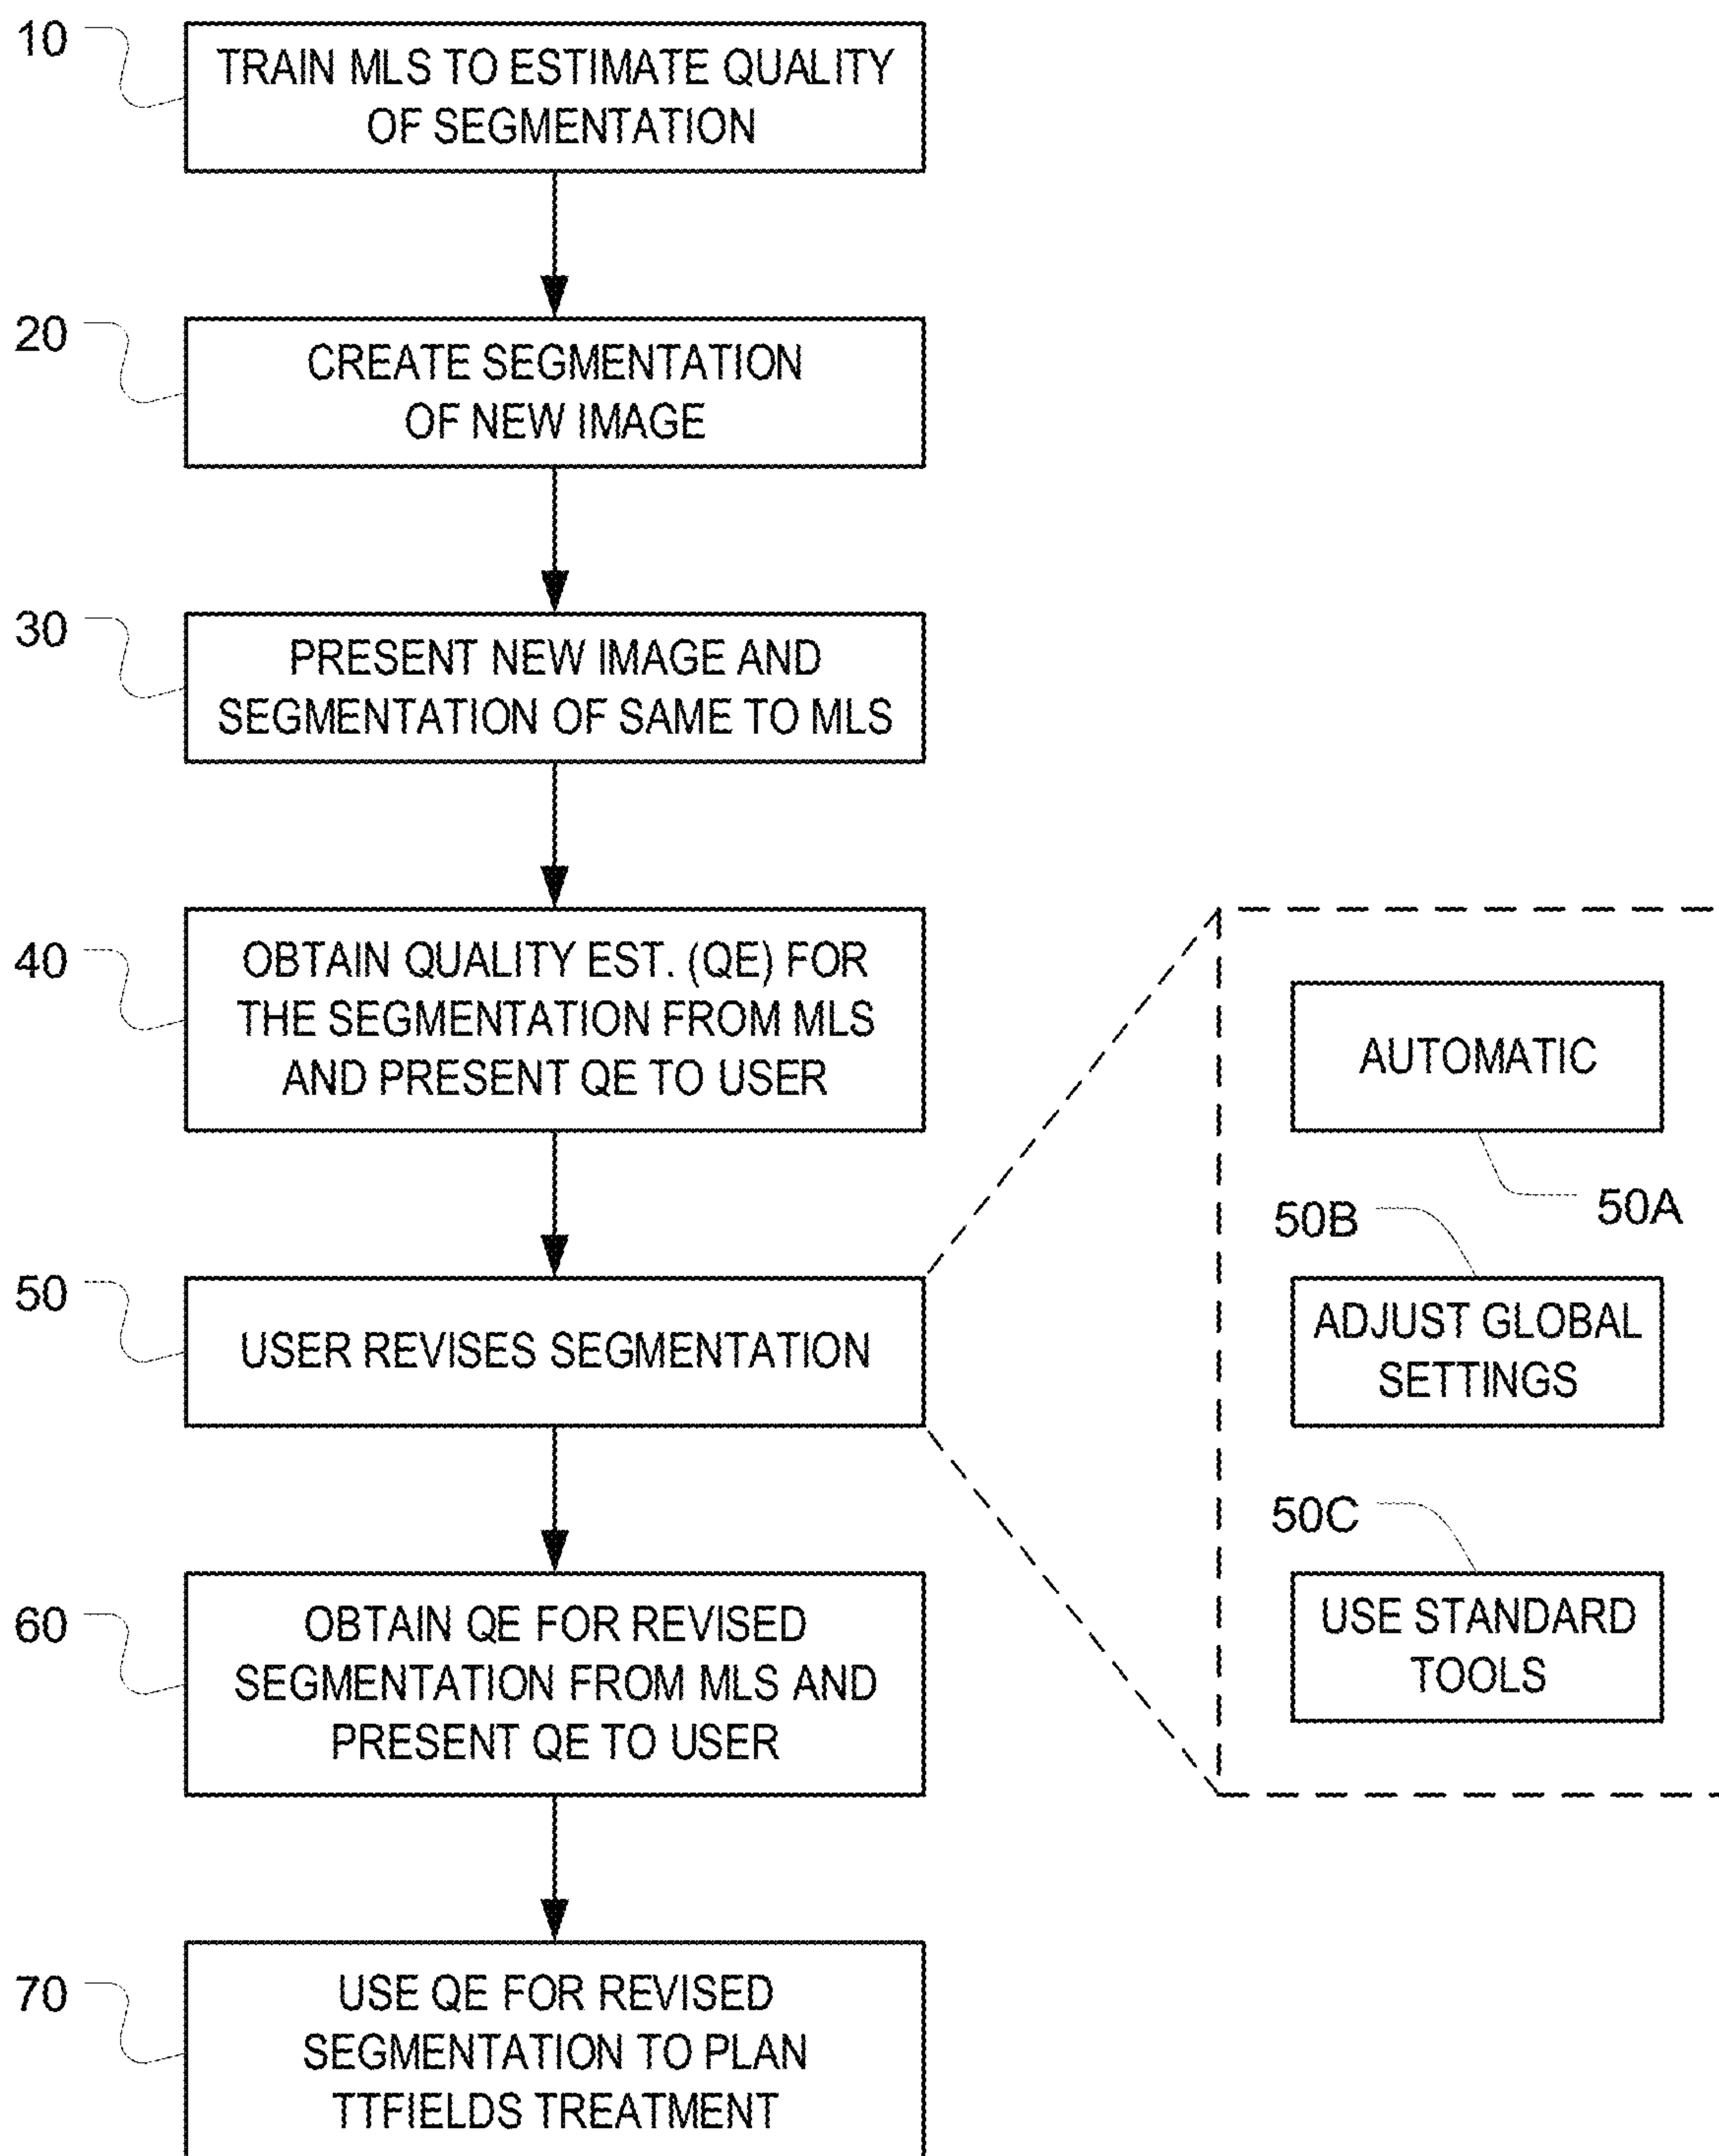 10
TRAIN MLS TO ESTIMATE QUALITY
OF SEGMENTATION
20
CREATE SEGMENTATION
OF NEW IMAGE
30
PRESENT NEW IMAGE AND
SEGMENTATION OF SAME TO MLS
40
OBTAIN QUALITY EST. (QE) FOR
THE SEGMENTATION FROM MLS
AND PRESENT QE TO USER
50
USER REVISES SEGMENTATION
AUTOMATIC
50A
50B
ADJUST GLOBAL
SETTINGS
50C
USE STANDARD
TOOLS
60
OBTAIN QE FOR REVISED
SEGMENTATION FROM MLS AND
PRESENT QE TO USER
70
USE QE FOR REVISED
SEGMENTATION TO PLAN
TTFIELDS TREATMENT